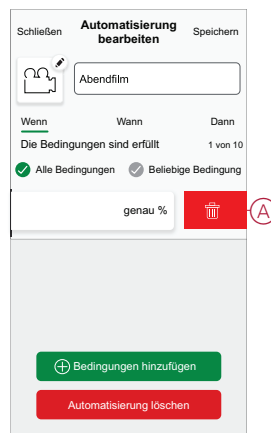 Schließen Automatisierung bearbeiten Speichern
Abendfilm
Wenn Wann Dann
Die Bedingungen sind erfüllt 1 von 10
Alle Bedingungen Beliebige Bedingung
genau %
A
Bedingungen hinzufügen
Automatisierung löschen